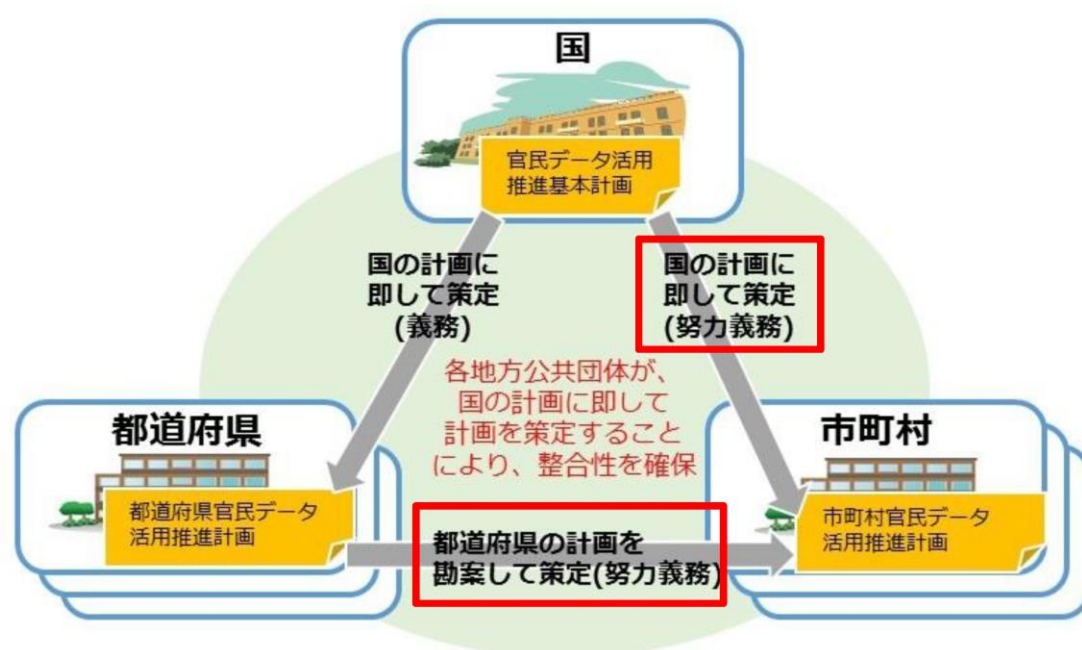 国
官民データ活用
推進基本計画
国の計画に
即して策定
(義務)
国の計画に
即して策定
(努力義務)
各地方公共団体が、
国の計画に即して
計画を策定すること
により、整合性を確保
都道府県
都道府県官民データ
活用推進計画
市町村
市町村官民データ
活用推進計画
都道府県の計画を
勘案して策定(努力義務)